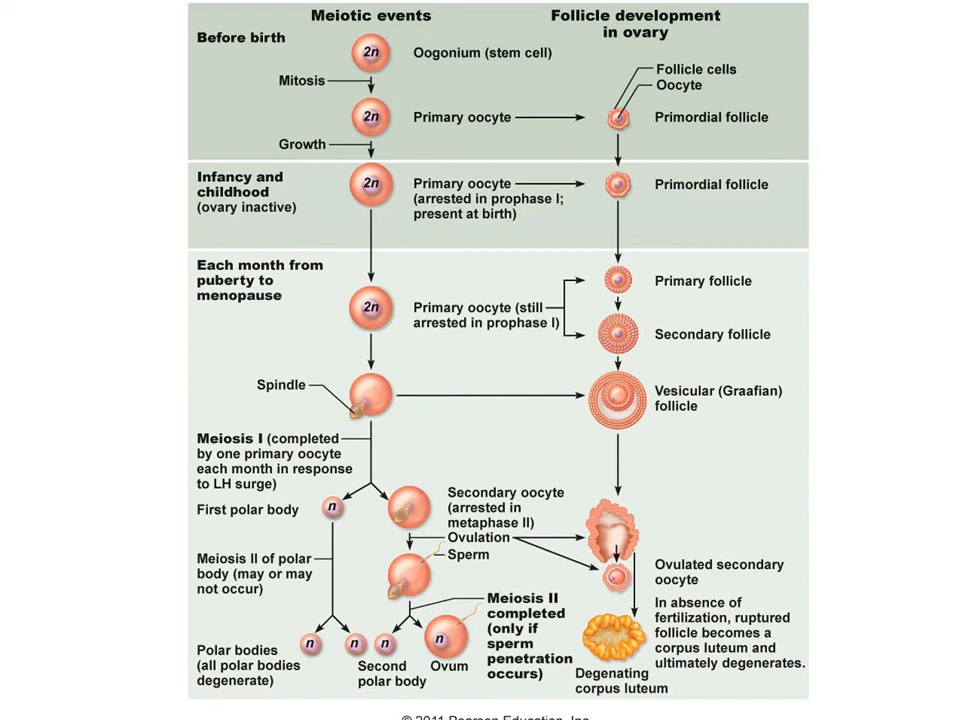 Meiotic events
Follicle development
in ovary
Before birth
2n
Oogonium (stem cell)
Mitosis
Follicle cells
Oocyte
2n
Primary oocyte
Primordial follicle
Growth
Infancy and
childhood
(ovary inactive)
2n
Primary oocyte
(arrested in prophase I;
present at birth)
Primordial follicle
Each month from
puberty to
menopause
2n
Primary oocyte (still
arrested in prophase I)
Primary follicle
Secondary follicle
Spindle
Vesicular (Graafian)
follicle
Meiosis I (completed
by one primary oocyte
each month in response
to LH surge)
First polar body
n
Secondary oocyte
(arrested in
metaphase II)
Ovulation
Sperm
Meiosis II of polar
body (may or may
not occur)
Ovulated secondary
oocyte
Meiosis II
completed
(only if
sperm
penetration
occurs)
In absence of
fertilization, ruptured
follicle becomes a
corpus luteum and
ultimately degenerates.
n
n
n
n
Polar bodies
(all polar bodies
degenerate)
Second
polar body
Ovum
Degenating
corpus luteum
© 2011 Pearson Education, Inc.